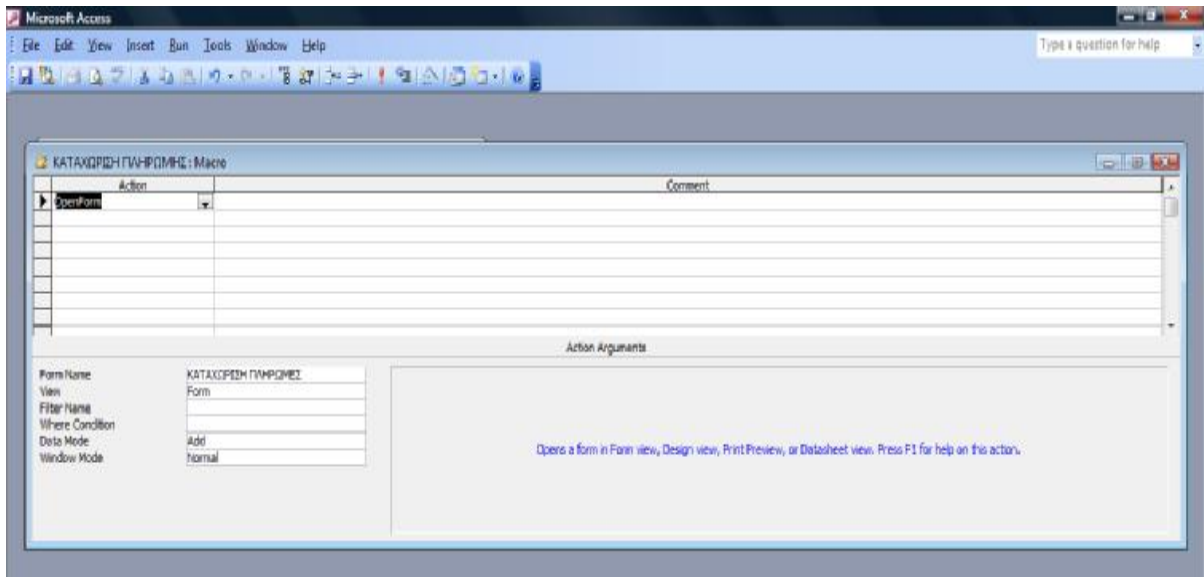 Microsoft Access
File Edit View Insert Run Tools Window Help
Type a question for help
ΚΑΤΑΧΩΡΙΣΗ ΠΛΗΡΩΜΗΣ : Macro
Action Comment
OpenForm
Action Arguments
Form Name ΚΑΤΑΧΩΡΙΣΗ ΠΛΗΡΩΜΕΣ
View Form
Filter Name
Where Condition
Data Mode Add
Window Mode Normal
Opens a form in Form view, Design view, Print Preview, or Datasheet view. Press F1 for help on this action.